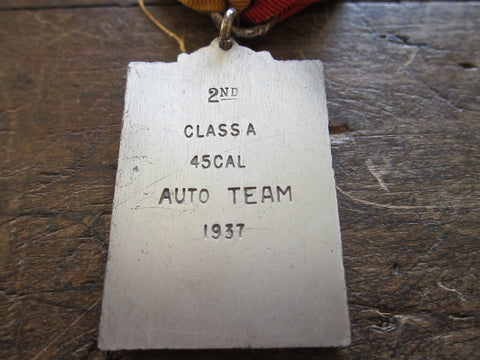 2ND
CLASS A
45CAL
AUTO TEAM
1937